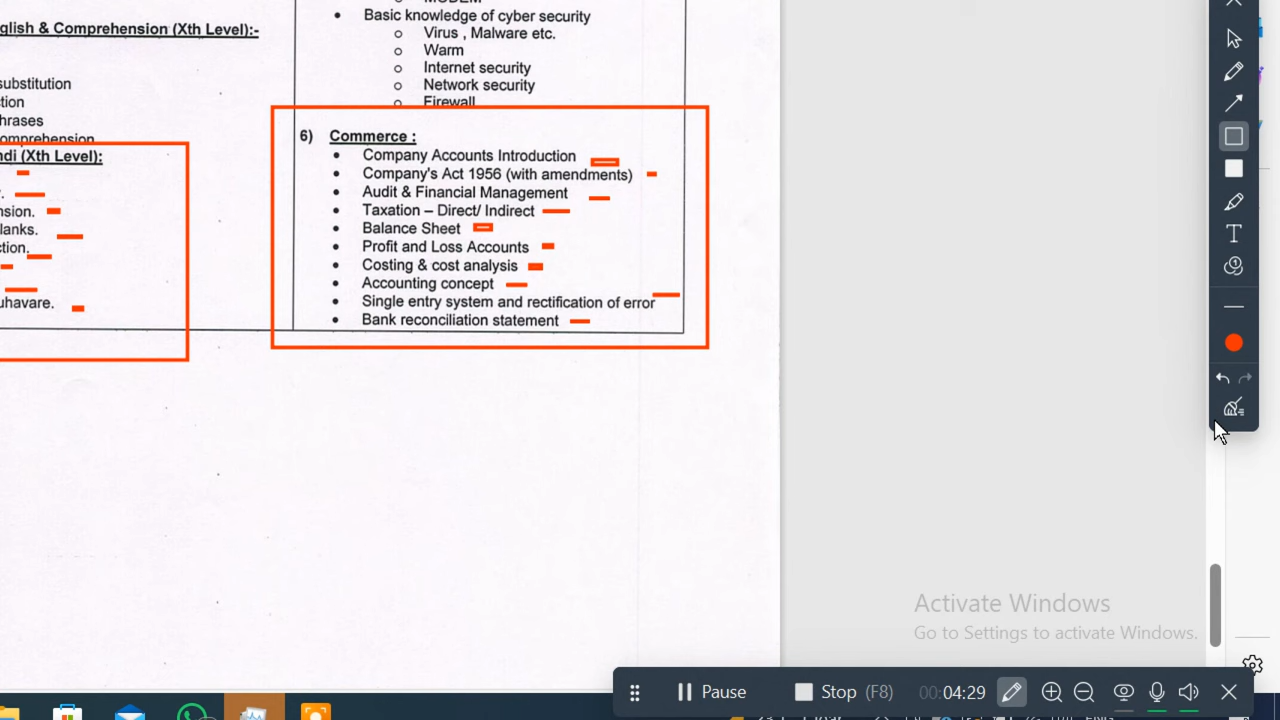 glish & Comprehension (Xth Level):-
substitution
ction
hrases
omprehension
ndi (Xth Level):
nsion.
lanks.
ction.
uhavare.
Basic knowledge of cyber security
Virus , Malware etc.
Warm
Internet security
Network security
Firewall
6) Commerce :
Company Accounts Introduction
Company's Act 1956 (with amendments)
Audit & Financial Management
Taxation – Direct/ Indirect
Balance Sheet
Profit and Loss Accounts
Costing & cost analysis
Accounting concept
Single entry system and rectification of error
Bank reconciliation statement
Activate Windows
Go to Settings to activate Windows.
Pause Stop (F8) 00:04:29